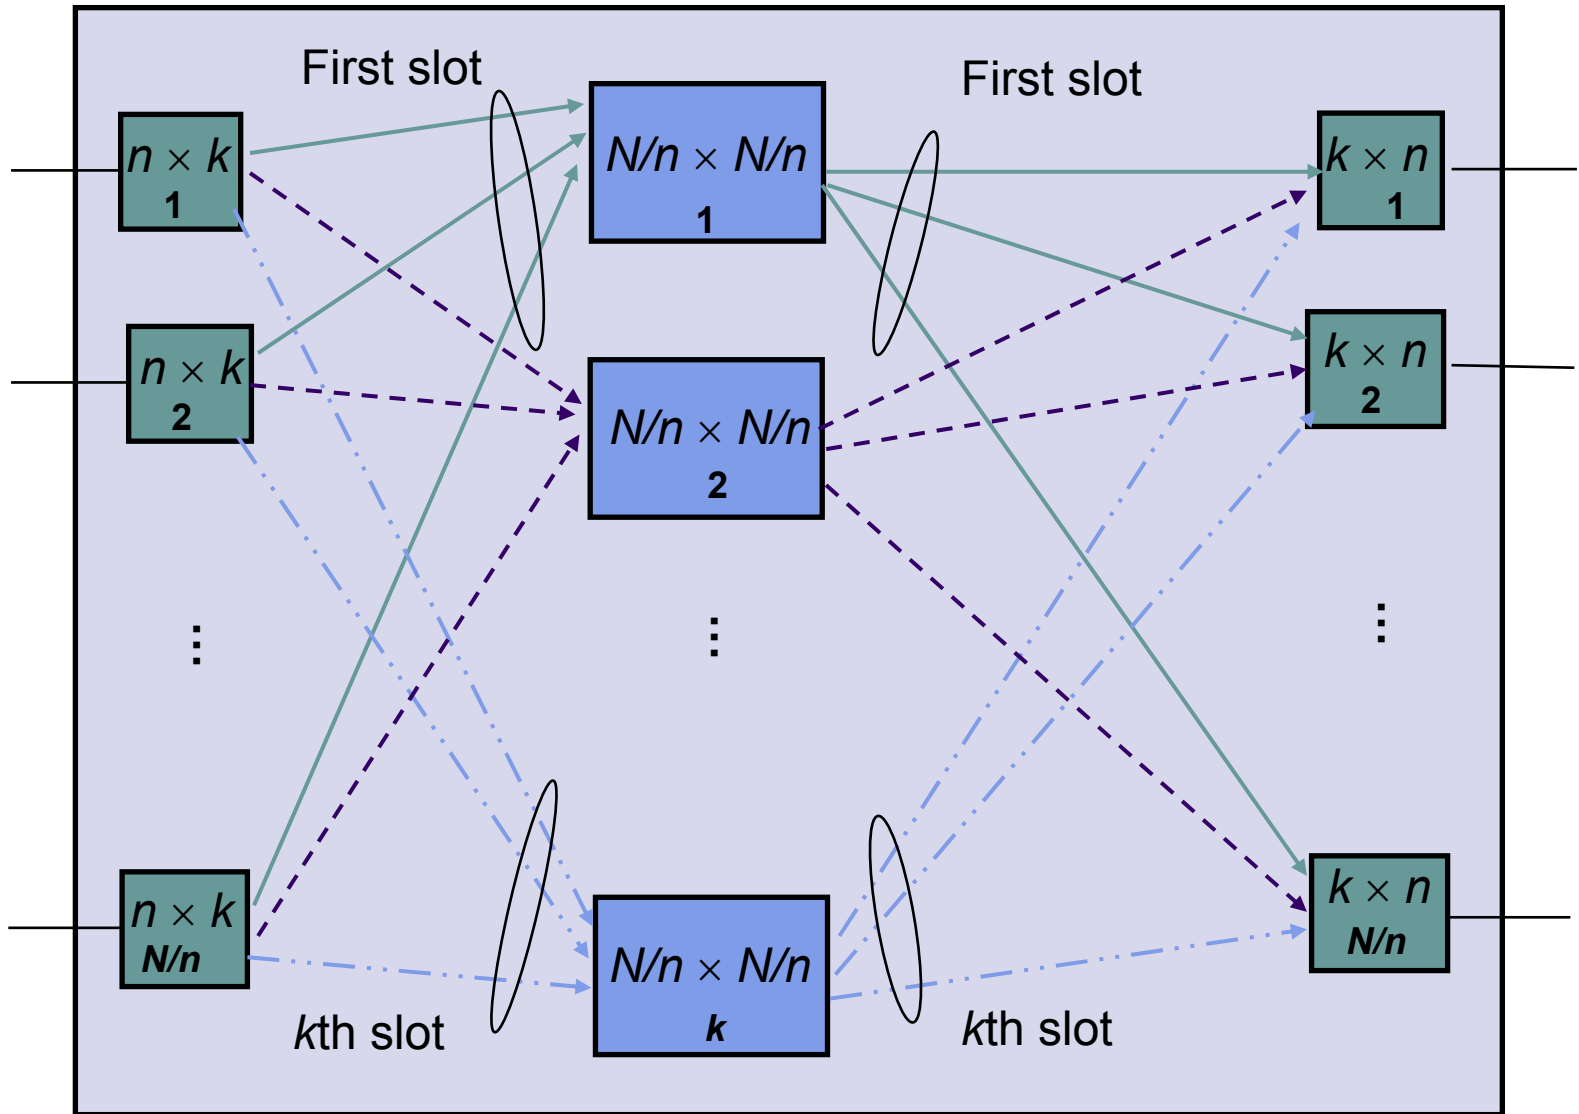 First slot
First slot
n × k
1
N/n × N/n
1
k × n
1
n × k
2
N/n × N/n
2
k × n
2
⋮
⋮
⋮
n × k
N/n
N/n × N/n
k
k × n
N/n
kth slot
kth slot